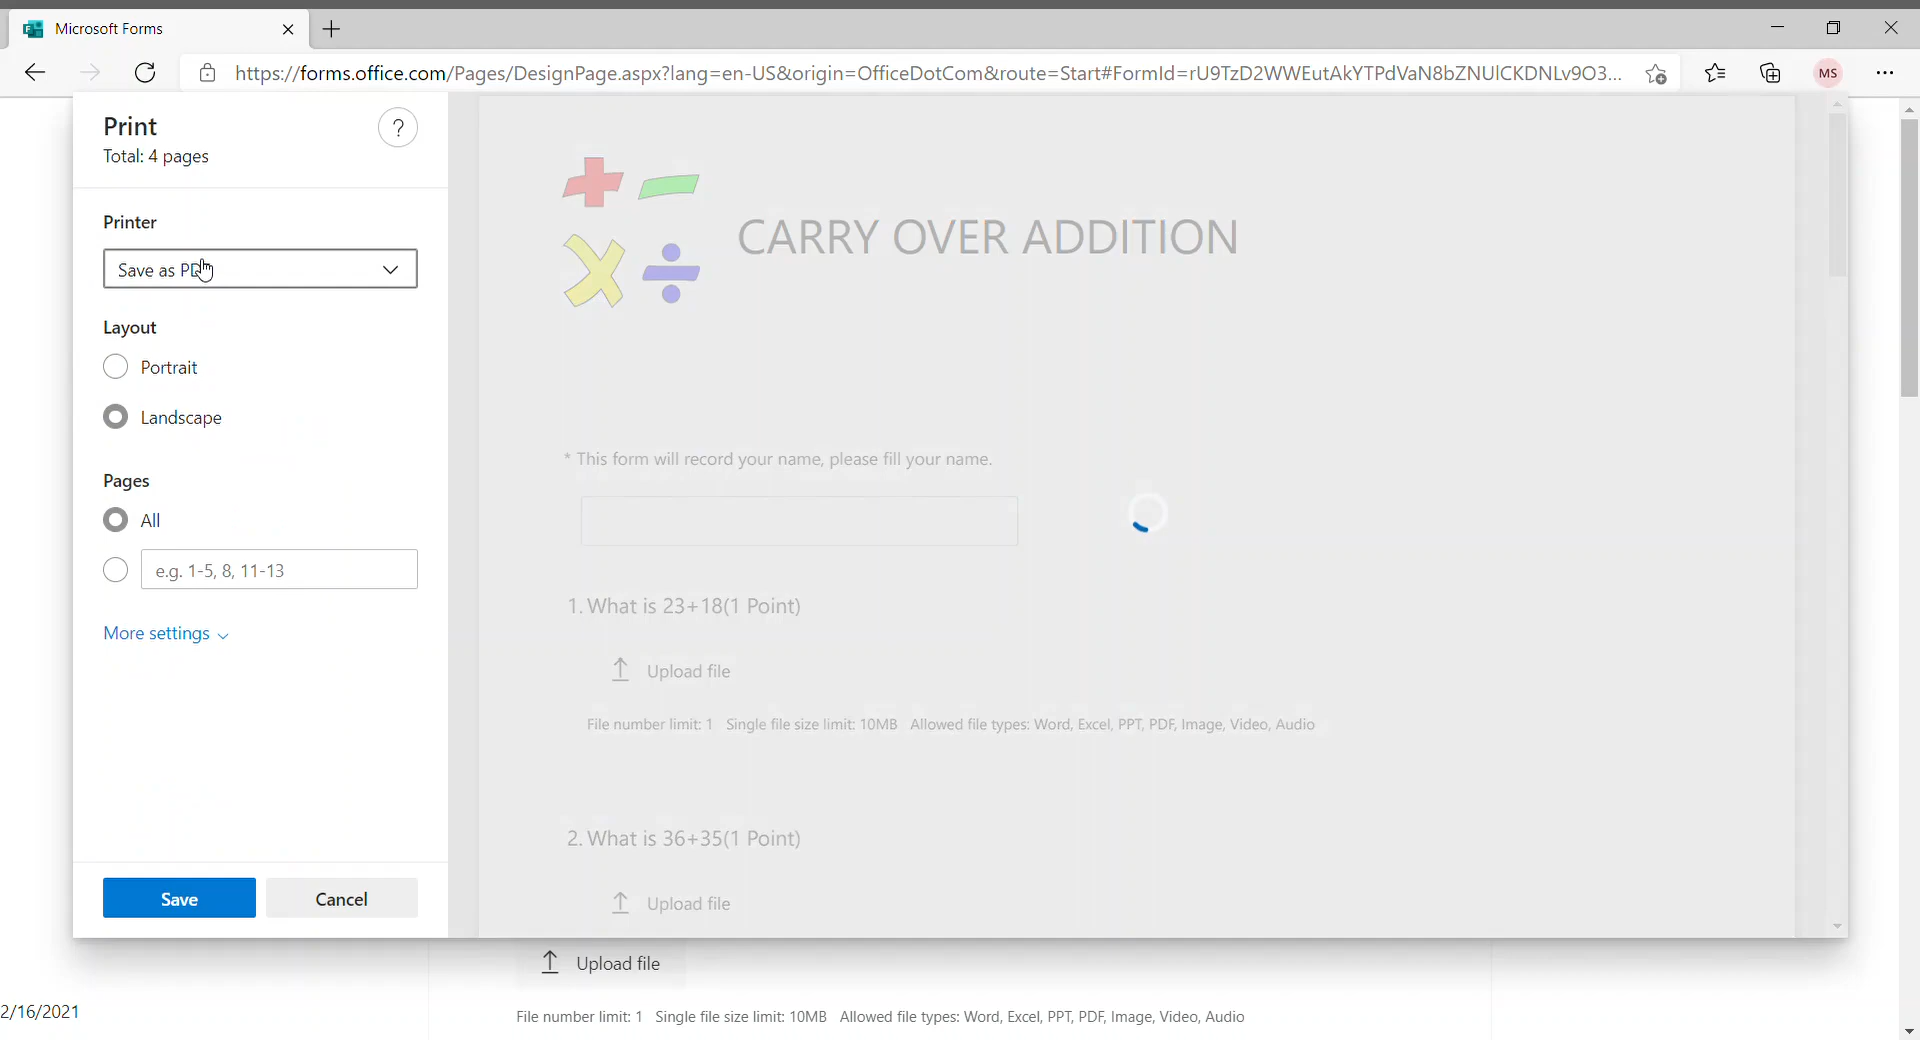 Microsoft Forms
https://forms.office.com/Pages/DesignPage.aspx?lang=en-US&origin=OfficeDotCom&route=Start#FormId=rU9TzD2WWEutAkYTPdVaN8bZNUlCKDNLv9O3...
MS
Print
?
Total: 4 pages
Printer
Save as PDF
Layout
Portrait
Landscape
Pages
All
e.g. 1-5, 8, 11-13
More settings
Save
Cancel
CARRY OVER ADDITION
* This form will record your name, please fill your name.
1. What is 23+18(1 Point)
Upload file
File number limit: 1 Single file size limit: 10MB Allowed file types: Word, Excel, PPT, PDF, Image, Video, Audio
2. What is 36+35(1 Point)
Upload file
Upload file
2/16/2021
File number limit: 1 Single file size limit: 10MB Allowed file types: Word, Excel, PPT, PDF, Image, Video, Audio